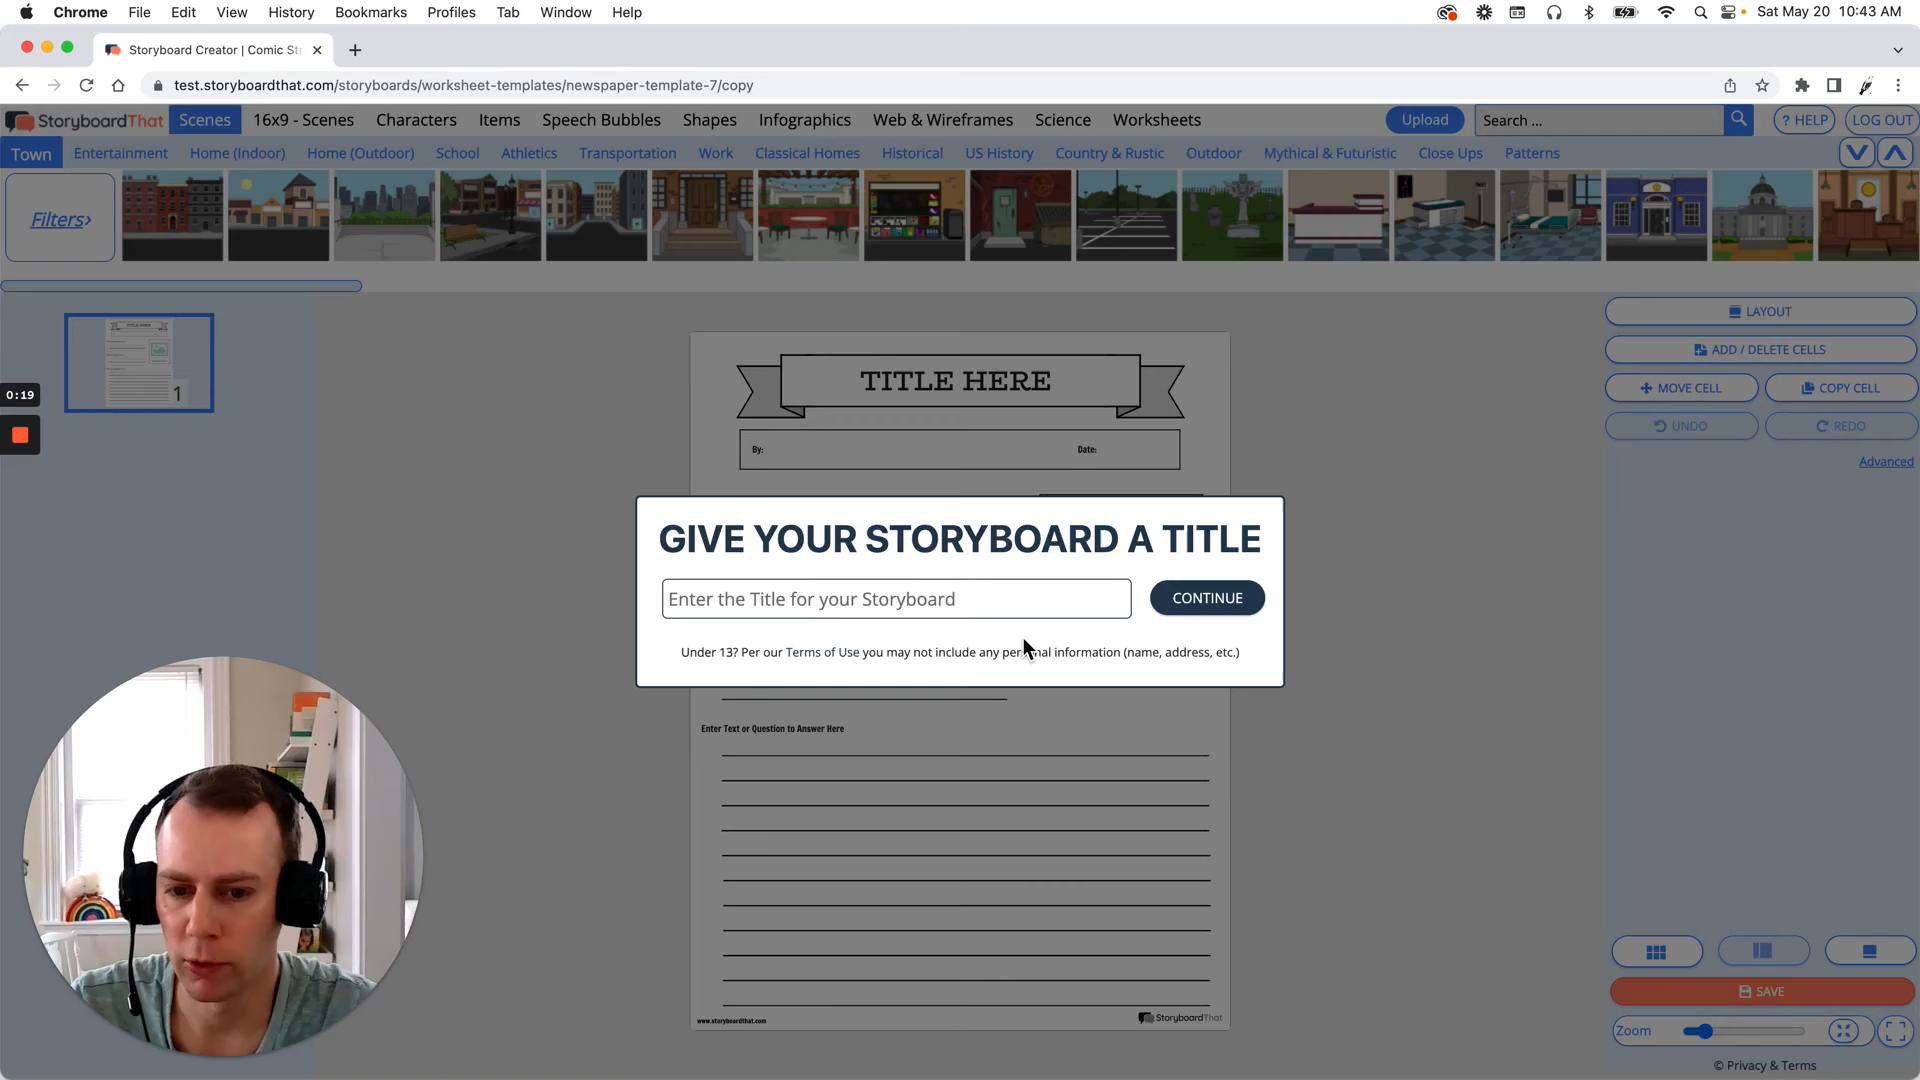 Chrome File Edit View History Bookmarks Profiles Tab Window Help
Sat May 20 10:43 AM
Storyboard Creator | Comic St
test.storyboardthat.com/storyboards/worksheet-templates/newspaper-template-7/copy
StoryboardThat
Scenes 16x9 - Scenes Characters Items Speech Bubbles Shapes Infographics Web & Wireframes Science Worksheets
Upload
Search ...
? HELP
LOG OUT
Town Entertainment Home (Indoor) Home (Outdoor) School Athletics Transportation Work Classical Homes Historical US History Country & Rustic Outdoor Mythical & Futuristic Close Ups Patterns
Filters›
LAYOUT
ADD / DELETE CELLS
MOVE CELL
COPY CELL
UNDO
REDO
Advanced
TITLE HERE
1
0:19
TITLE HERE
By: Date:
GIVE YOUR STORYBOARD A TITLE
Enter the Title for your Storyboard
CONTINUE
Under 13? Per our Terms of Use you may not include any personal information (name, address, etc.)
Enter Text or Question to Answer Here
www.storyboardthat.com
StoryboardThat
SAVE
Zoom
© Privacy & Terms